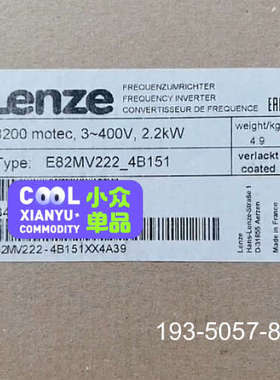 Lenze
FREQUENZUMRICHTER
FREQUENCY INVERTER
CONVERTISSEUR DE FREQUENCE
EAC
8200 motec, 3~400V, 2.2kW
weight/kg
4.9
Type: E82MV222_4B151
verlackt
coated
COOL
小众
XIANYU
单品
82MV222-4B151XX4A39
Lenze
Hans-Lenze-Straße 1
D-31855 Aerzen
Made in France
193-5057-8